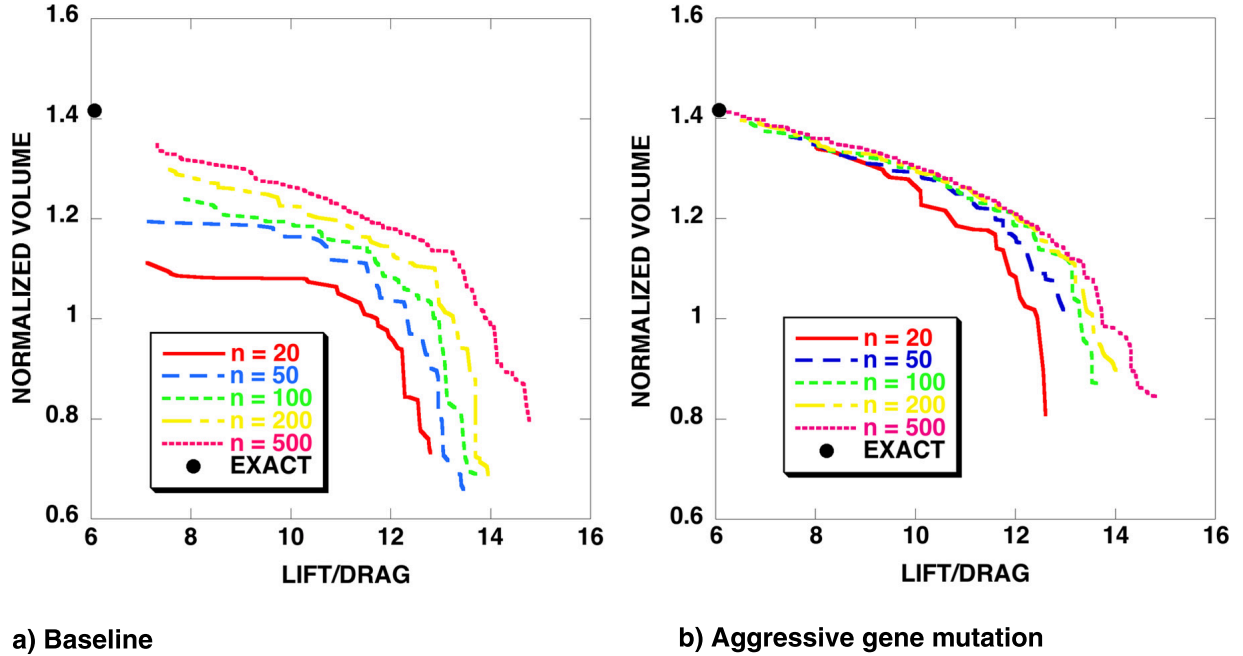 1.6
1.4
1.2
1
0.8
0.6
NORMALIZED VOLUME
n = 20
n = 50
n = 100
n = 200
n = 500
EXACT
6 8 10 12 14 16
LIFT/DRAG
a) Baseline
1.6
1.4
1.2
1
0.8
0.6
NORMALIZED VOLUME
n = 20
n = 50
n = 100
n = 200
n = 500
EXACT
6 8 10 12 14 16
LIFT/DRAG
b) Aggressive gene mutation